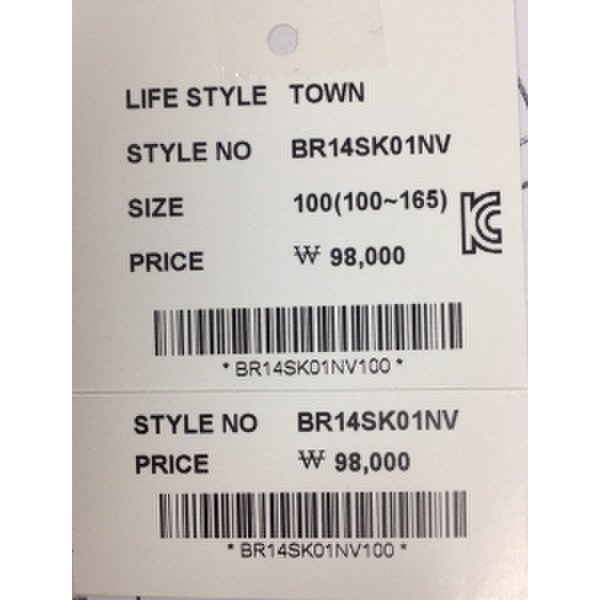 LIFE STYLE TOWN
STYLE NO BR14SK01NV
SIZE 100(100~165)
PRICE ₩ 98,000
KC
*BR14SK01NV100*
STYLE NO BR14SK01NV
PRICE ₩ 98,000
*BR14SK01NV100*